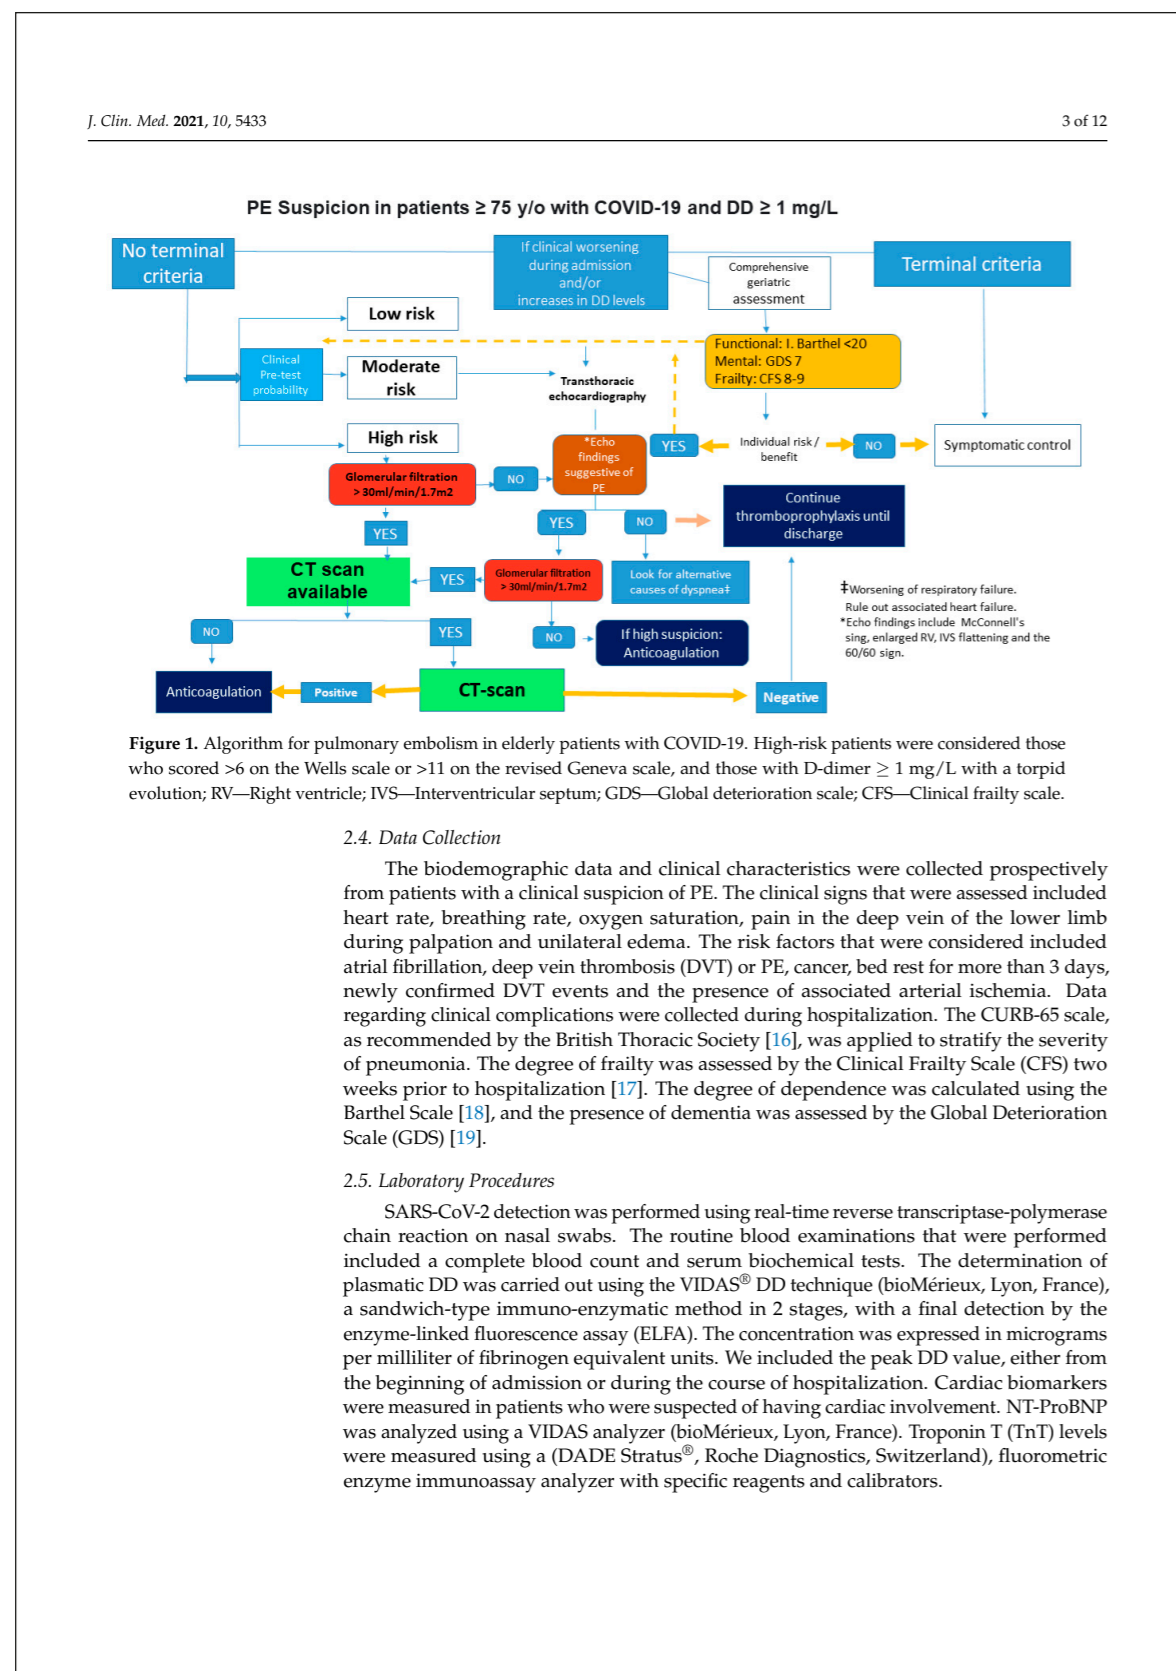 J. Clin. Med. 2021, 10, 5433
3 of 12
PE Suspicion in patients ≥ 75 y/o with COVID-19 and DD ≥ 1 mg/L
No terminal
criteria
If clinical worsening
during admission
and/or
increases in DD levels
Comprehensive
geriatric
assessment
Terminal criteria
Low risk
Clinical
Pre-test
probability
Moderate
risk
Transthoracic
echocardiography
Functional: I. Barthel <20
Mental: GDS 7
Frailty: CFS 8-9
High risk
*Echo
findings
suggestive of
PE
YES
Individual risk /
benefit
NO
Symptomatic control
Glomerular filtration
> 30ml/min/1.7m2
NO
Continue
thromboprophylaxis until
discharge
YES
YES
NO
CT scan
available
YES
Glomerular filtration
> 30ml/min/1.7m2
Look for alternative
causes of dyspnea‡
‡Worsening of respiratory failure.
Rule out associated heart failure.
*Echo findings include McConnell's
sing, enlarged RV, IVS flattening and the
60/60 sign.
NO
YES
NO
If high suspicion:
Anticoagulation
Anticoagulation
Positive
CT-scan
Negative
Figure 1. Algorithm for pulmonary embolism in elderly patients with COVID-19. High-risk patients were considered those
who scored >6 on the Wells scale or >11 on the revised Geneva scale, and those with D-dimer ≥ 1 mg/L with a torpid
evolution; RV—Right ventricle; IVS—Interventricular septum; GDS—Global deterioration scale; CFS—Clinical frailty scale.
2.4. Data Collection
The biodemographic data and clinical characteristics were collected prospectively
from patients with a clinical suspicion of PE. The clinical signs that were assessed included
heart rate, breathing rate, oxygen saturation, pain in the deep vein of the lower limb
during palpation and unilateral edema. The risk factors that were considered included
atrial fibrillation, deep vein thrombosis (DVT) or PE, cancer, bed rest for more than 3 days,
newly confirmed DVT events and the presence of associated arterial ischemia. Data
regarding clinical complications were collected during hospitalization. The CURB-65 scale,
as recommended by the British Thoracic Society [16], was applied to stratify the severity
of pneumonia. The degree of frailty was assessed by the Clinical Frailty Scale (CFS) two
weeks prior to hospitalization [17]. The degree of dependence was calculated using the
Barthel Scale [18], and the presence of dementia was assessed by the Global Deterioration
Scale (GDS) [19].
2.5. Laboratory Procedures
SARS-CoV-2 detection was performed using real-time reverse transcriptase-polymerase
chain reaction on nasal swabs. The routine blood examinations that were performed
included a complete blood count and serum biochemical tests. The determination of
plasmatic DD was carried out using the VIDAS® DD technique (bioMérieux, Lyon, France),
a sandwich-type immuno-enzymatic method in 2 stages, with a final detection by the
enzyme-linked fluorescence assay (ELFA). The concentration was expressed in micrograms
per milliliter of fibrinogen equivalent units. We included the peak DD value, either from
the beginning of admission or during the course of hospitalization. Cardiac biomarkers
were measured in patients who were suspected of having cardiac involvement. NT-ProBNP
was analyzed using a VIDAS analyzer (bioMérieux, Lyon, France). Troponin T (TnT) levels
were measured using a (DADE Stratus®, Roche Diagnostics, Switzerland), fluorometric
enzyme immunoassay analyzer with specific reagents and calibrators.